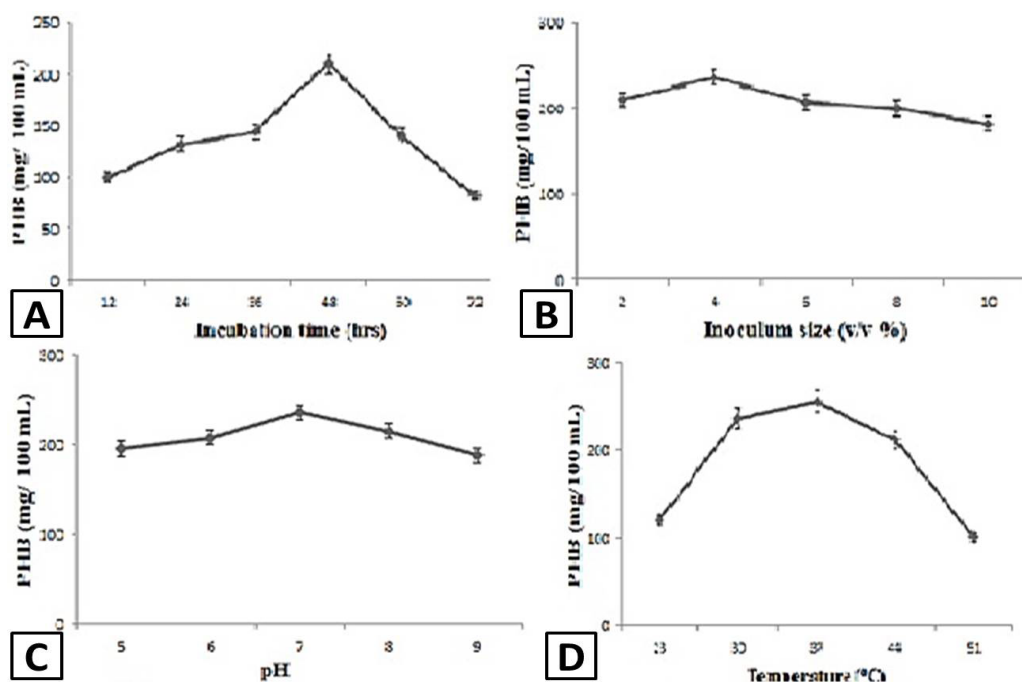 250
200
150
100
50
0
PHB (mg/ 100 mL)
12 24 36 48 60 72
Incubation time (hrs)
A
300
200
100
0
PHB (mg/100 mL)
2 4 6 8 10
Inoculum size (v/v %)
B
300
200
100
0
PHB (mg/ 100 mL)
5 6 7 8 9
pH
C
300
200
100
0
PHB (mg/100 mL)
30 37 44 51
Temperature (°C)
D